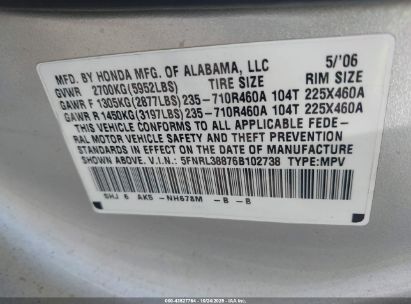 MFD. BY HONDA MFG. OF ALABAMA, LLC 5/'06
GVWR 2700KG(5952LBS) TIRE SIZE RIM SIZE
GAWR F 1305KG(2877LBS) 235-710R460A 104T 225X460A
GAWR R 1450KG(3197LBS) 235-710R460A 104T 225X460A
THIS VEHICLE CONFORMS TO ALL APPLICABLE FEDE-
RAL MOTOR VEHICLE SAFETY AND THEFT PREVENTION
STANDARDS IN EFFECT ON THE DATE OF MANUFACTURE
SHOWN ABOVE. V.I.N.: 5FNRL38876B102738 TYPE:MPV
SHJ 6 AK5 -NH678M -B -B